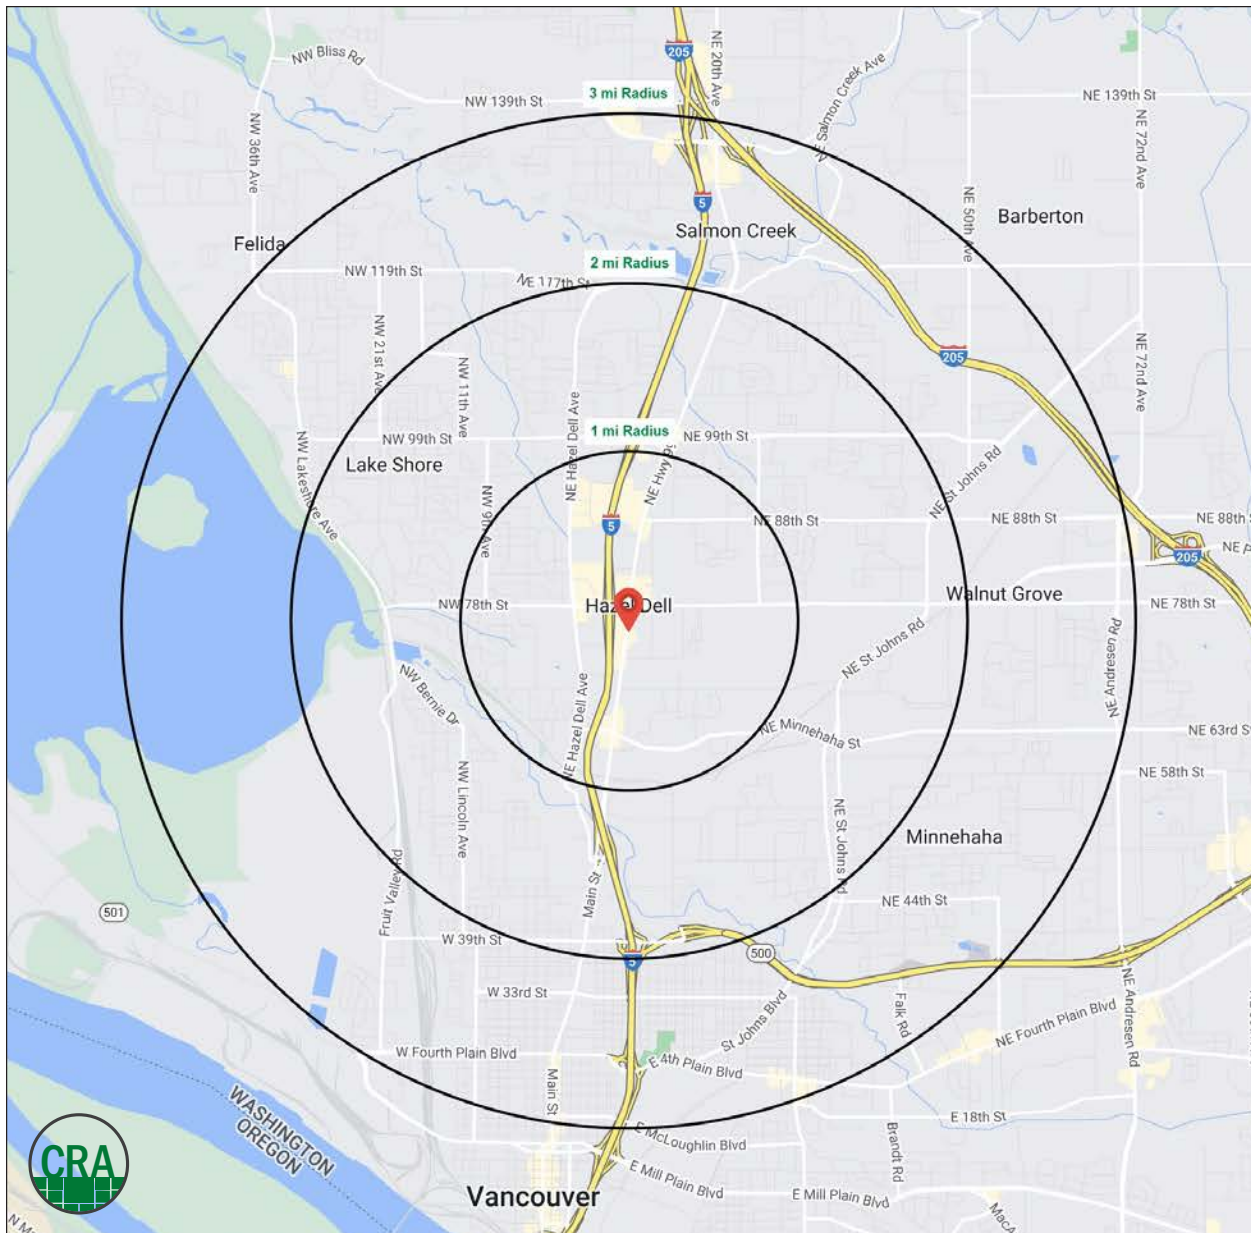 205
NE 20th Ave
NW Bliss Rd
3 mi Radius
NW 139th St
NE 139th St
NE Salmon Creek Ave
NW 36th Ave
NE 72nd Ave
NE 50th Ave
5
Barberton
Salmon Creek
Felida
2 mi Radius
NW 119th St
NE 177th St
NW 21st Ave
NW 11th Ave
205
NE 72nd Ave
NE Hazel Dell Ave
1 mi Radius
NW 99th St
NE 99th St
Lake Shore
NE Hwy 99
NE St Johns Rd
NW Lakeshore Ave
NW 9th Ave
5
NE 88th St
NE 88th St
NE 88th St
205
Walnut Grove
NW 78th St
Hazel Dell
NE 78th St
NE St Johns Rd
NE Andresen Rd
NW Bernie Dr
NE Hazel Dell Ave
NE Minnehaha St
NE 63rd St
NE 58th St
NW Lincoln Ave
NE St Johns Rd
Minnehaha
Fruit Valley Rd
Main St
501
NE 44th St
W 39th St
5
500
W 33rd St
St Johns Blvd
Falk Rd
NE Andresen Rd
NE Fourth Plain Blvd
W Fourth Plain Blvd
E 4th Plain Blvd
Main St
WASHINGTON
OREGON
E 18th St
E McLoughlin Blvd
Brandt Rd
CRA
E Mill Plain Blvd
E Mill Plain Blvd
Vancouver